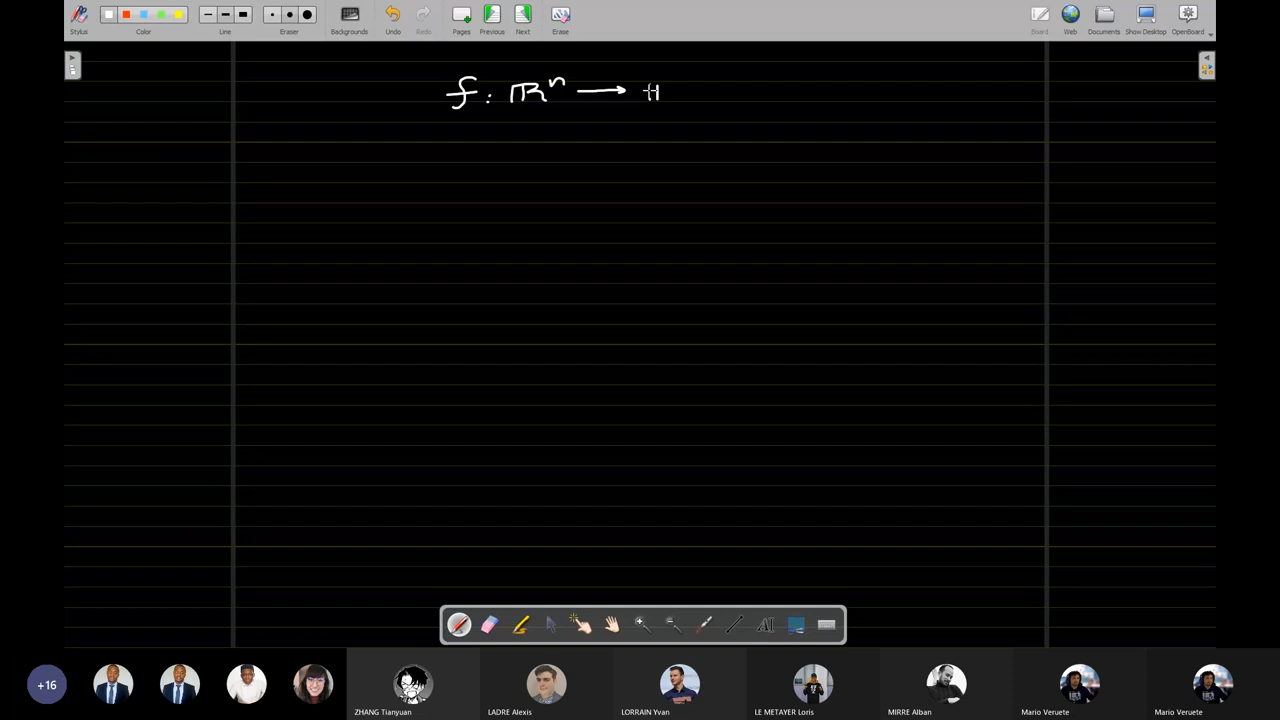 Stylus Color Line Eraser Backgrounds Undo Redo Pages Previous Next Erase Board Web Documents Show Desktop OpenBoard
f : ℝⁿ ⟶
+16 ZHANG Tianyuan LADRE Alexis LORRAIN Yvan LE METAYER Loris MIRRE Alban Mario Veruete Mario Veruete